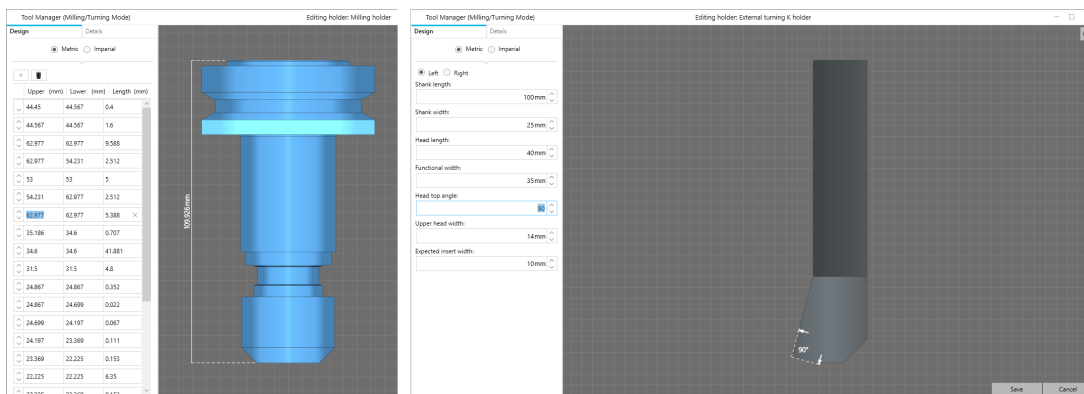 Tool Manager (Milling/Turning Mode)
Editing holder: Milling holder
Design
Details
Metric
Imperial
+
Upper (mm) Lower (mm) Length (mm)
44.45 44.567 0.4
44.567 44.567 1.6
62.977 62.977 9.588
62.977 54.231 2.512
53 53 5
54.231 62.977 2.512
62.977 62.977 5.388
35.186 34.6 0.707
34.6 34.6 41.881
31.5 31.5 4.8
24.867 24.867 0.352
24.867 24.699 0.022
24.699 24.197 0.067
24.197 23.369 0.111
23.369 22.225 0.153
22.225 22.225 6.35
109.926mm
Tool Manager (Milling/Turning Mode)
Editing holder: External turning K holder
Design
Details
Metric
Imperial
Left
Right
Shank length:
100mm
Shank width:
25mm
Head length:
40mm
Functional width:
35mm
Head top angle:
90
Upper head width:
14mm
Expected insert width:
10mm
90°
Save
Cancel